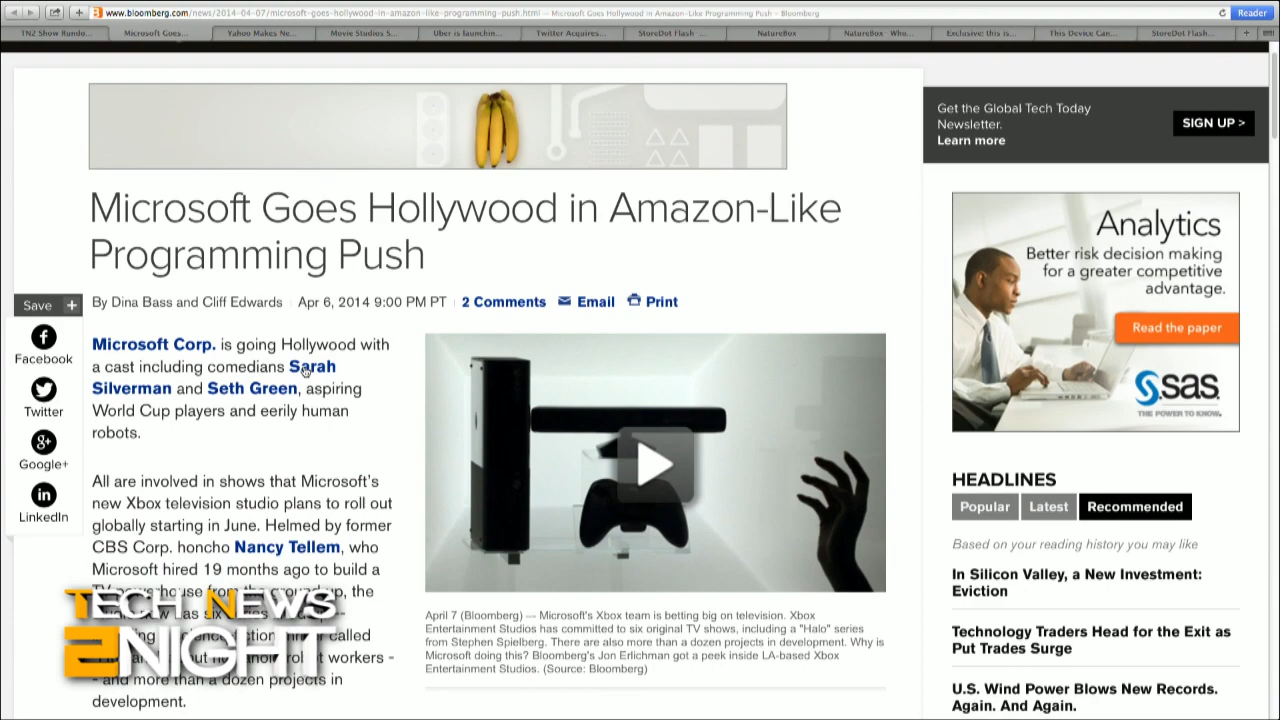 www.bloomberg.com/news/2014-04-07/microsoft-goes-hollywood-in-amazon-like-programming-push.html — Microsoft Goes Hollywood in Amazon-Like Programming Push - Bloomberg
Reader
TN2 Show Rundo...
Microsoft Goes...
Yahoo Makes Ne...
Movie Studios S...
Uber is launchin...
Twitter Acquires...
StoreDot Flash-...
NatureBox
NatureBox - Who...
Exclusive: this is...
This Device Can...
StoreDot Flash...
Get the Global Tech Today
Newsletter.
Learn more
SIGN UP >
Microsoft Goes Hollywood in Amazon-Like
Programming Push
By Dina Bass and Cliff Edwards Apr 6, 2014 9:00 PM PT 2 Comments Email Print
Save +
Facebook
Twitter
Google+
LinkedIn
Microsoft Corp. is going Hollywood with
a cast including comedians Sarah
Silverman and Seth Green, aspiring
World Cup players and eerily human
robots.
All are involved in shows that Microsoft's
new Xbox television studio plans to roll out
globally starting in June. Helmed by former
CBS Corp. honcho Nancy Tellem, who
Microsoft hired 19 months ago to build a
TV powerhouse from the ground up, the
as six
called
workers -
- and more than a dozen projects in
development.
TECH NEWS
2NIGHT
April 7 (Bloomberg) — Microsoft's Xbox team is betting big on television. Xbox
Entertainment Studios has committed to six original TV shows, including a "Halo" series
from Stephen Spielberg. There are also more than a dozen projects in development. Why is
Microsoft doing this? Bloomberg's Jon Erlichman got a peek inside LA-based Xbox
Entertainment Studios. (Source: Bloomberg)
Analytics
Better risk decision making
for a greater competitive
advantage.
Read the paper
sas
THE POWER TO KNOW.
HEADLINES
Popular
Latest
Recommended
Based on your reading history you may like
In Silicon Valley, a New Investment:
Eviction
Technology Traders Head for the Exit as
Put Trades Surge
U.S. Wind Power Blows New Records.
Again. And Again.